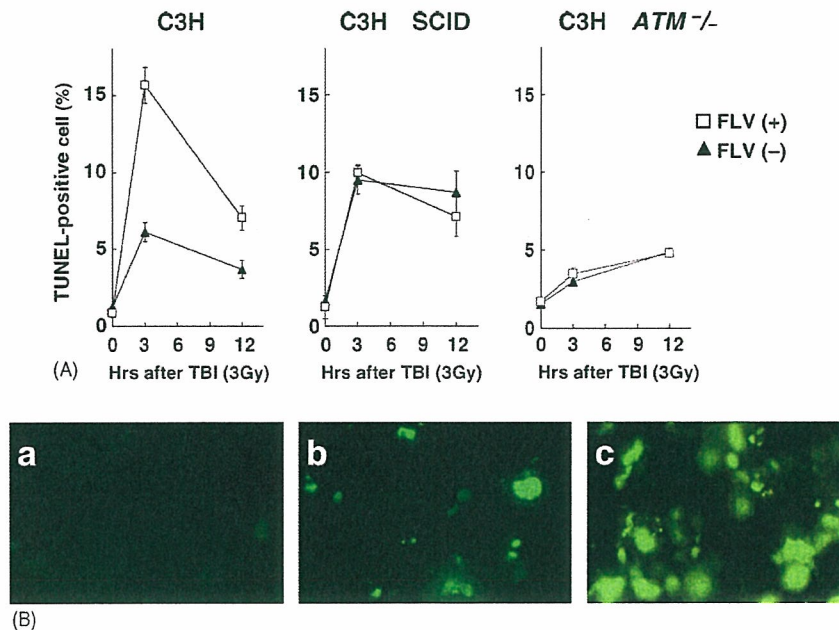 C3H
C3H SCID
C3H ATM⁻/⁻
TUNEL-positive cell (%)
15
10
5
0
15
10
5
0
15
10
5
0
□ FLV (+)
▲ FLV (−)
0 3 6 9 12
0 3 6 9 12
0 3 6 9 12
(A)
Hrs after TBI (3Gy)
Hrs after TBI (3Gy)
Hrs after TBI (3Gy)
a
b
c
(B)